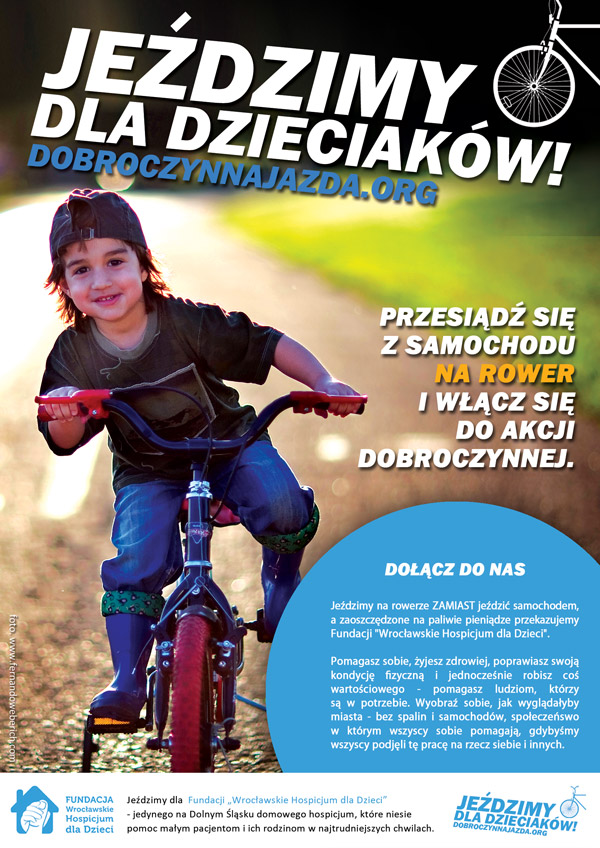 JEŹDZIMY
DLA DZIECIAKÓW!
DOBROCZYNNAJAZDA.ORG
PRZESIĄDŹ SIĘ
Z SAMOCHODU
NA ROWER
I WŁĄCZ SIĘ
DO AKCJI
DOBROCZYNNEJ.
DOŁĄCZ DO NAS
Jeździmy na rowerze ZAMIAST jeździć samochodem,
a zaoszczędzone na paliwie pieniądze przekazujemy
Fundacji "Wrocławskie Hospicjum dla Dzieci".
Pomagasz sobie, żyjesz zdrowiej, poprawiasz swoją
kondycję fizyczną i jednocześnie robisz coś
wartościowego - pomagasz ludziom, którzy
są w potrzebie. Wyobraź sobie, jak wyglądałyby
miasta - bez spalin i samochodów, społeczeńswo
w którym wszyscy sobie pomagają, gdybyśmy
wszyscy podjęli tę pracę na rzecz siebie i innych.
foto: www.fernandoweberich.com
FUNDACJA
Wrocławskie
Hospicjum
dla Dzieci
Jeździmy dla Fundacji „Wrocławskie Hospicjum dla Dzieci"
- jedynego na Dolnym Śląsku domowego hospicjum, które niesie
pomoc małym pacjentom i ich rodzinom w najtrudniejszych chwilach.
JEŹDZIMY
DLA DZIECIAKÓW!
DOBROCZYNNAJAZDA.ORG